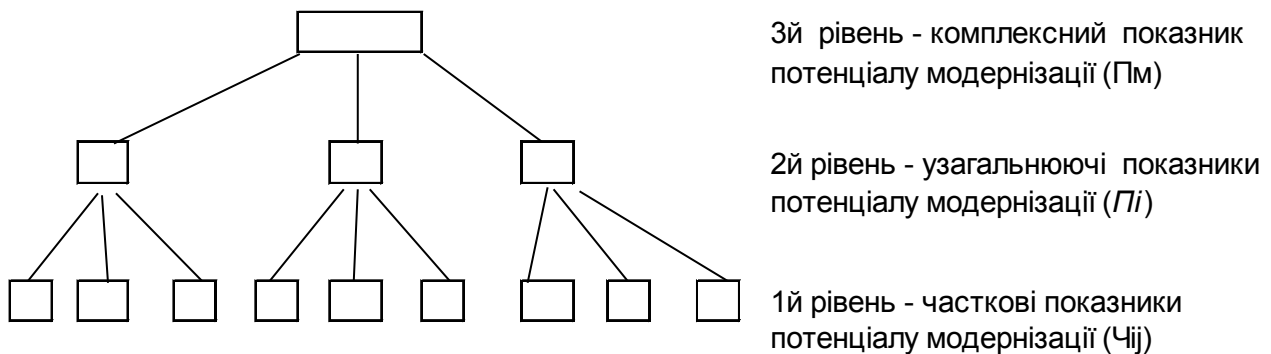 3й рівень - комплексний показник
потенціалу модернізації (Пм)
2й рівень - узагальнюючі показники
потенціалу модернізації (Пі)
1й рівень - часткові показники
потенціалу модернізації (Чij)